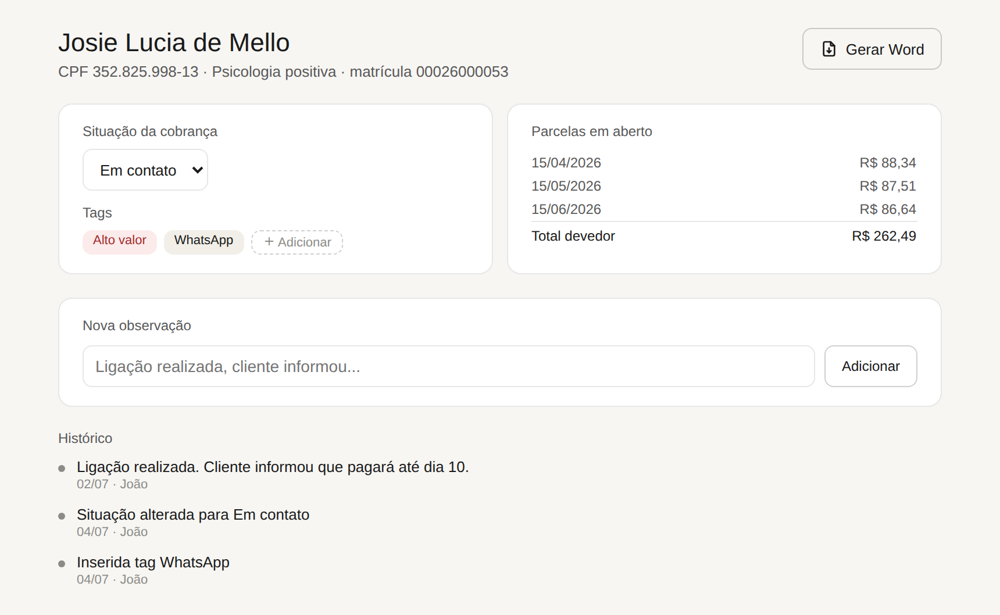 Josie Lucia de Mello
CPF 352.825.998-13 · Psicologia positiva · matrícula 00026000053
Gerar Word
Situação da cobrança
Em contato
Tags
Alto valor
WhatsApp
+ Adicionar
Parcelas em aberto
15/04/2026 R$ 88,34
15/05/2026 R$ 87,51
15/06/2026 R$ 86,64
Total devedor R$ 262,49
Nova observação
Ligação realizada, cliente informou...
Adicionar
Histórico
Ligação realizada. Cliente informou que pagará até dia 10.
02/07 · João
Situação alterada para Em contato
04/07 · João
Inserida tag WhatsApp
04/07 · João